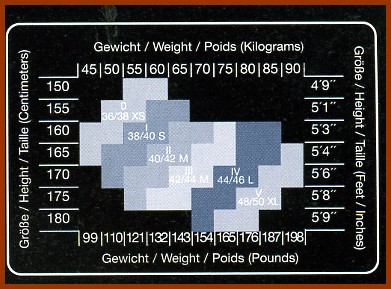 Gewicht / Weight / Poids (Kilograms)
|45|50|55|60|65|70|75|80|85|90|
Größe / Height / Taille (Centimeters)
150 4'9´´
155 0 5'1´´
36/38 XS
160 I 5'3´´
38/40 S
165 II 5'4´´
40/42 M
170 III IV 5'6´´
42/44 M 44/46 L
175 V 5'8´´
48/50 XL
180 5'9´´
Größe / Height / Taille (Feet / Inches)
|99|110|121|132|143|154|165|176|187|198|
Gewicht / Weight / Poids (Pounds)